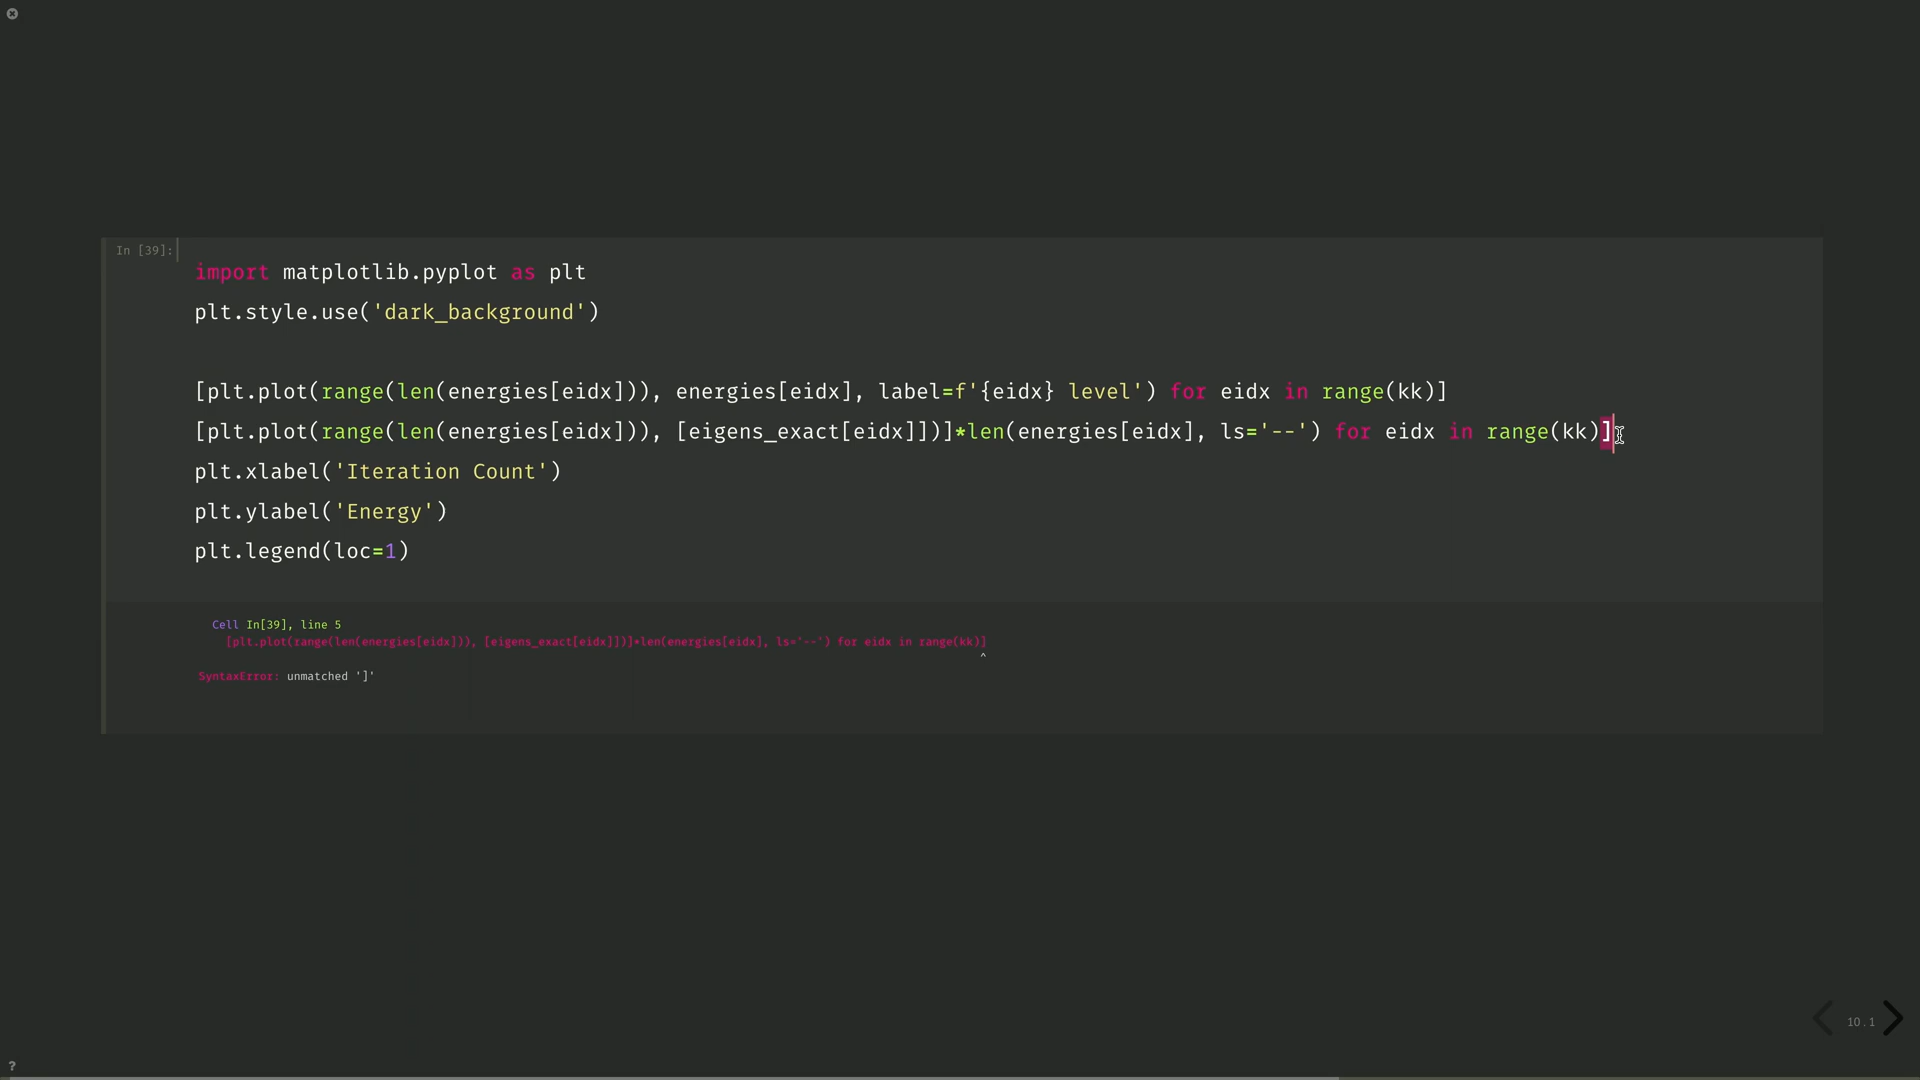 In [39]:
import matplotlib.pyplot as plt
plt.style.use('dark_background')
[plt.plot(range(len(energies[eidx])), energies[eidx], label=f'{eidx} level') for eidx in range(kk)]
[plt.plot(range(len(energies[eidx])), [eigens_exact[eidx]])]*len(energies[eidx], ls='--') for eidx in range(kk)]
plt.xlabel('Iteration Count')
plt.ylabel('Energy')
plt.legend(loc=1)
Cell In[39], line 5
[plt.plot(range(len(energies[eidx])), [eigens_exact[eidx]])]*len(energies[eidx], ls='--') for eidx in range(kk)]
^
SyntaxError: unmatched ']'
10.1
?